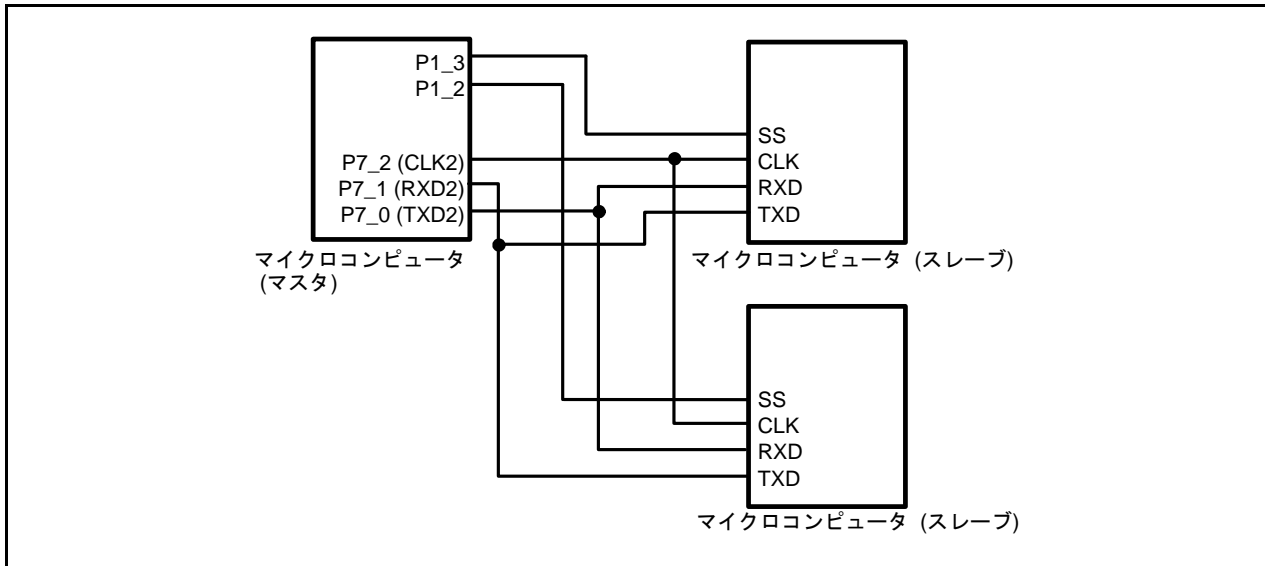 P1_3
P1_2
P7_2 (CLK2)
P7_1 (RXD2)
P7_0 (TXD2)
マイクロコンピュータ
(マスタ)
SS
CLK
RXD
TXD
マイクロコンピュータ (スレーブ)
SS
CLK
RXD
TXD
マイクロコンピュータ (スレーブ)